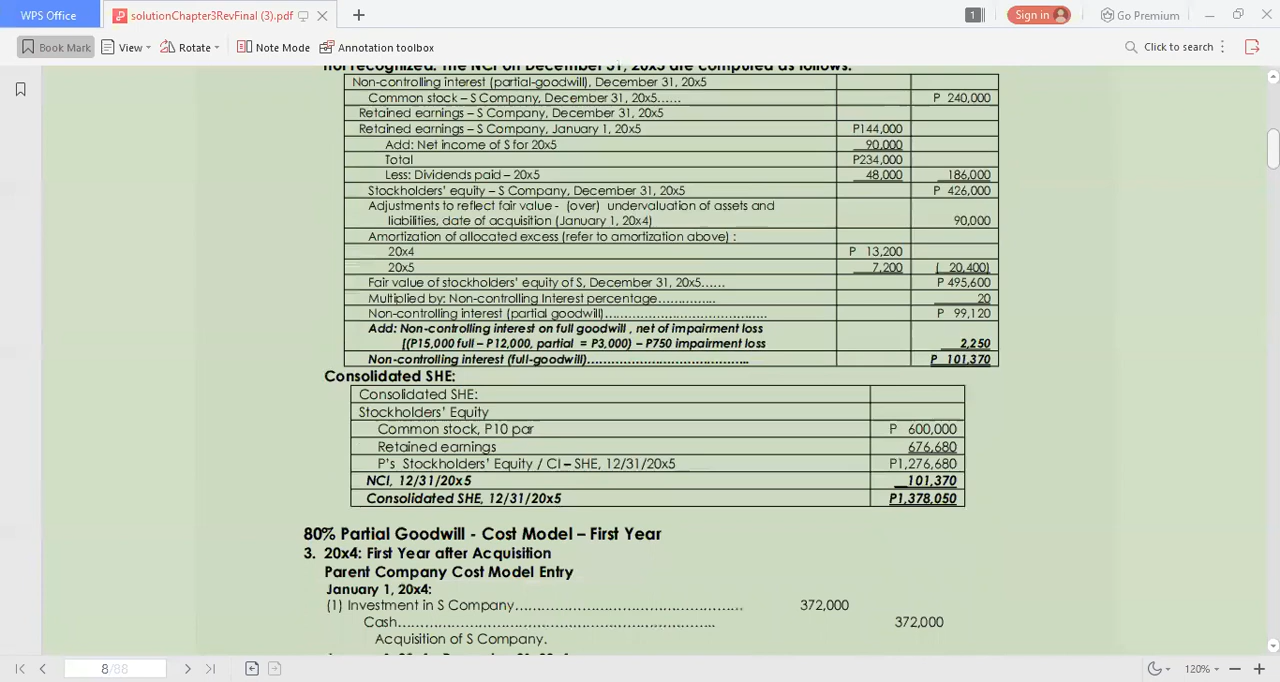 WPS Office
solutionChapter3RevFinal (3).pdf
1
Sign in
Go Premium
Book Mark
View
Rotate
Note Mode
Annotation toolbox
Click to search
not recognized. The NCI on December 31, 20x5 are computed as follows:
Non-controlling interest (partial-goodwill), December 31, 20x5
Common stock – S Company, December 31, 20x5…… P 240,000
Retained earnings – S Company, December 31, 20x5
Retained earnings – S Company, January 1, 20x5 P144,000
Add: Net income of S for 20x5 90,000
Total P234,000
Less: Dividends paid – 20x5 48,000 186,000
Stockholders' equity – S Company, December 31, 20x5 P 426,000
Adjustments to reflect fair value - (over) undervaluation of assets and
liabilities, date of acquisition (January 1, 20x4) 90,000
Amortization of allocated excess (refer to amortization above) :
20x4 P 13,200
20x5 7,200 ( 20,400)
Fair value of stockholders' equity of S, December 31, 20x5…… P 495,600
Multiplied by: Non-controlling Interest percentage…………… 20
Non-controlling interest (partial goodwill)………………………………… P 99,120
Add: Non-controlling interest on full goodwill , net of impairment loss
[(P15,000 full – P12,000, partial = P3,000) – P750 impairment loss 2,250
Non-controlling interest (full-goodwill)………………………………….. P 101,370
Consolidated SHE:
Consolidated SHE:
Stockholders' Equity
Common stock, P10 par P 600,000
Retained earnings 676,680
P's Stockholders' Equity / CI – SHE, 12/31/20x5 P1,276,680
NCI, 12/31/20x5 101,370
Consolidated SHE, 12/31/20x5 P1,378,050
80% Partial Goodwill - Cost Model – First Year
3. 20x4: First Year after Acquisition
Parent Company Cost Model Entry
January 1, 20x4:
(1) Investment in S Company…………………………………………… 372,000
Cash…………………………………………………………….. 372,000
Acquisition of S Company.
8/88
120%